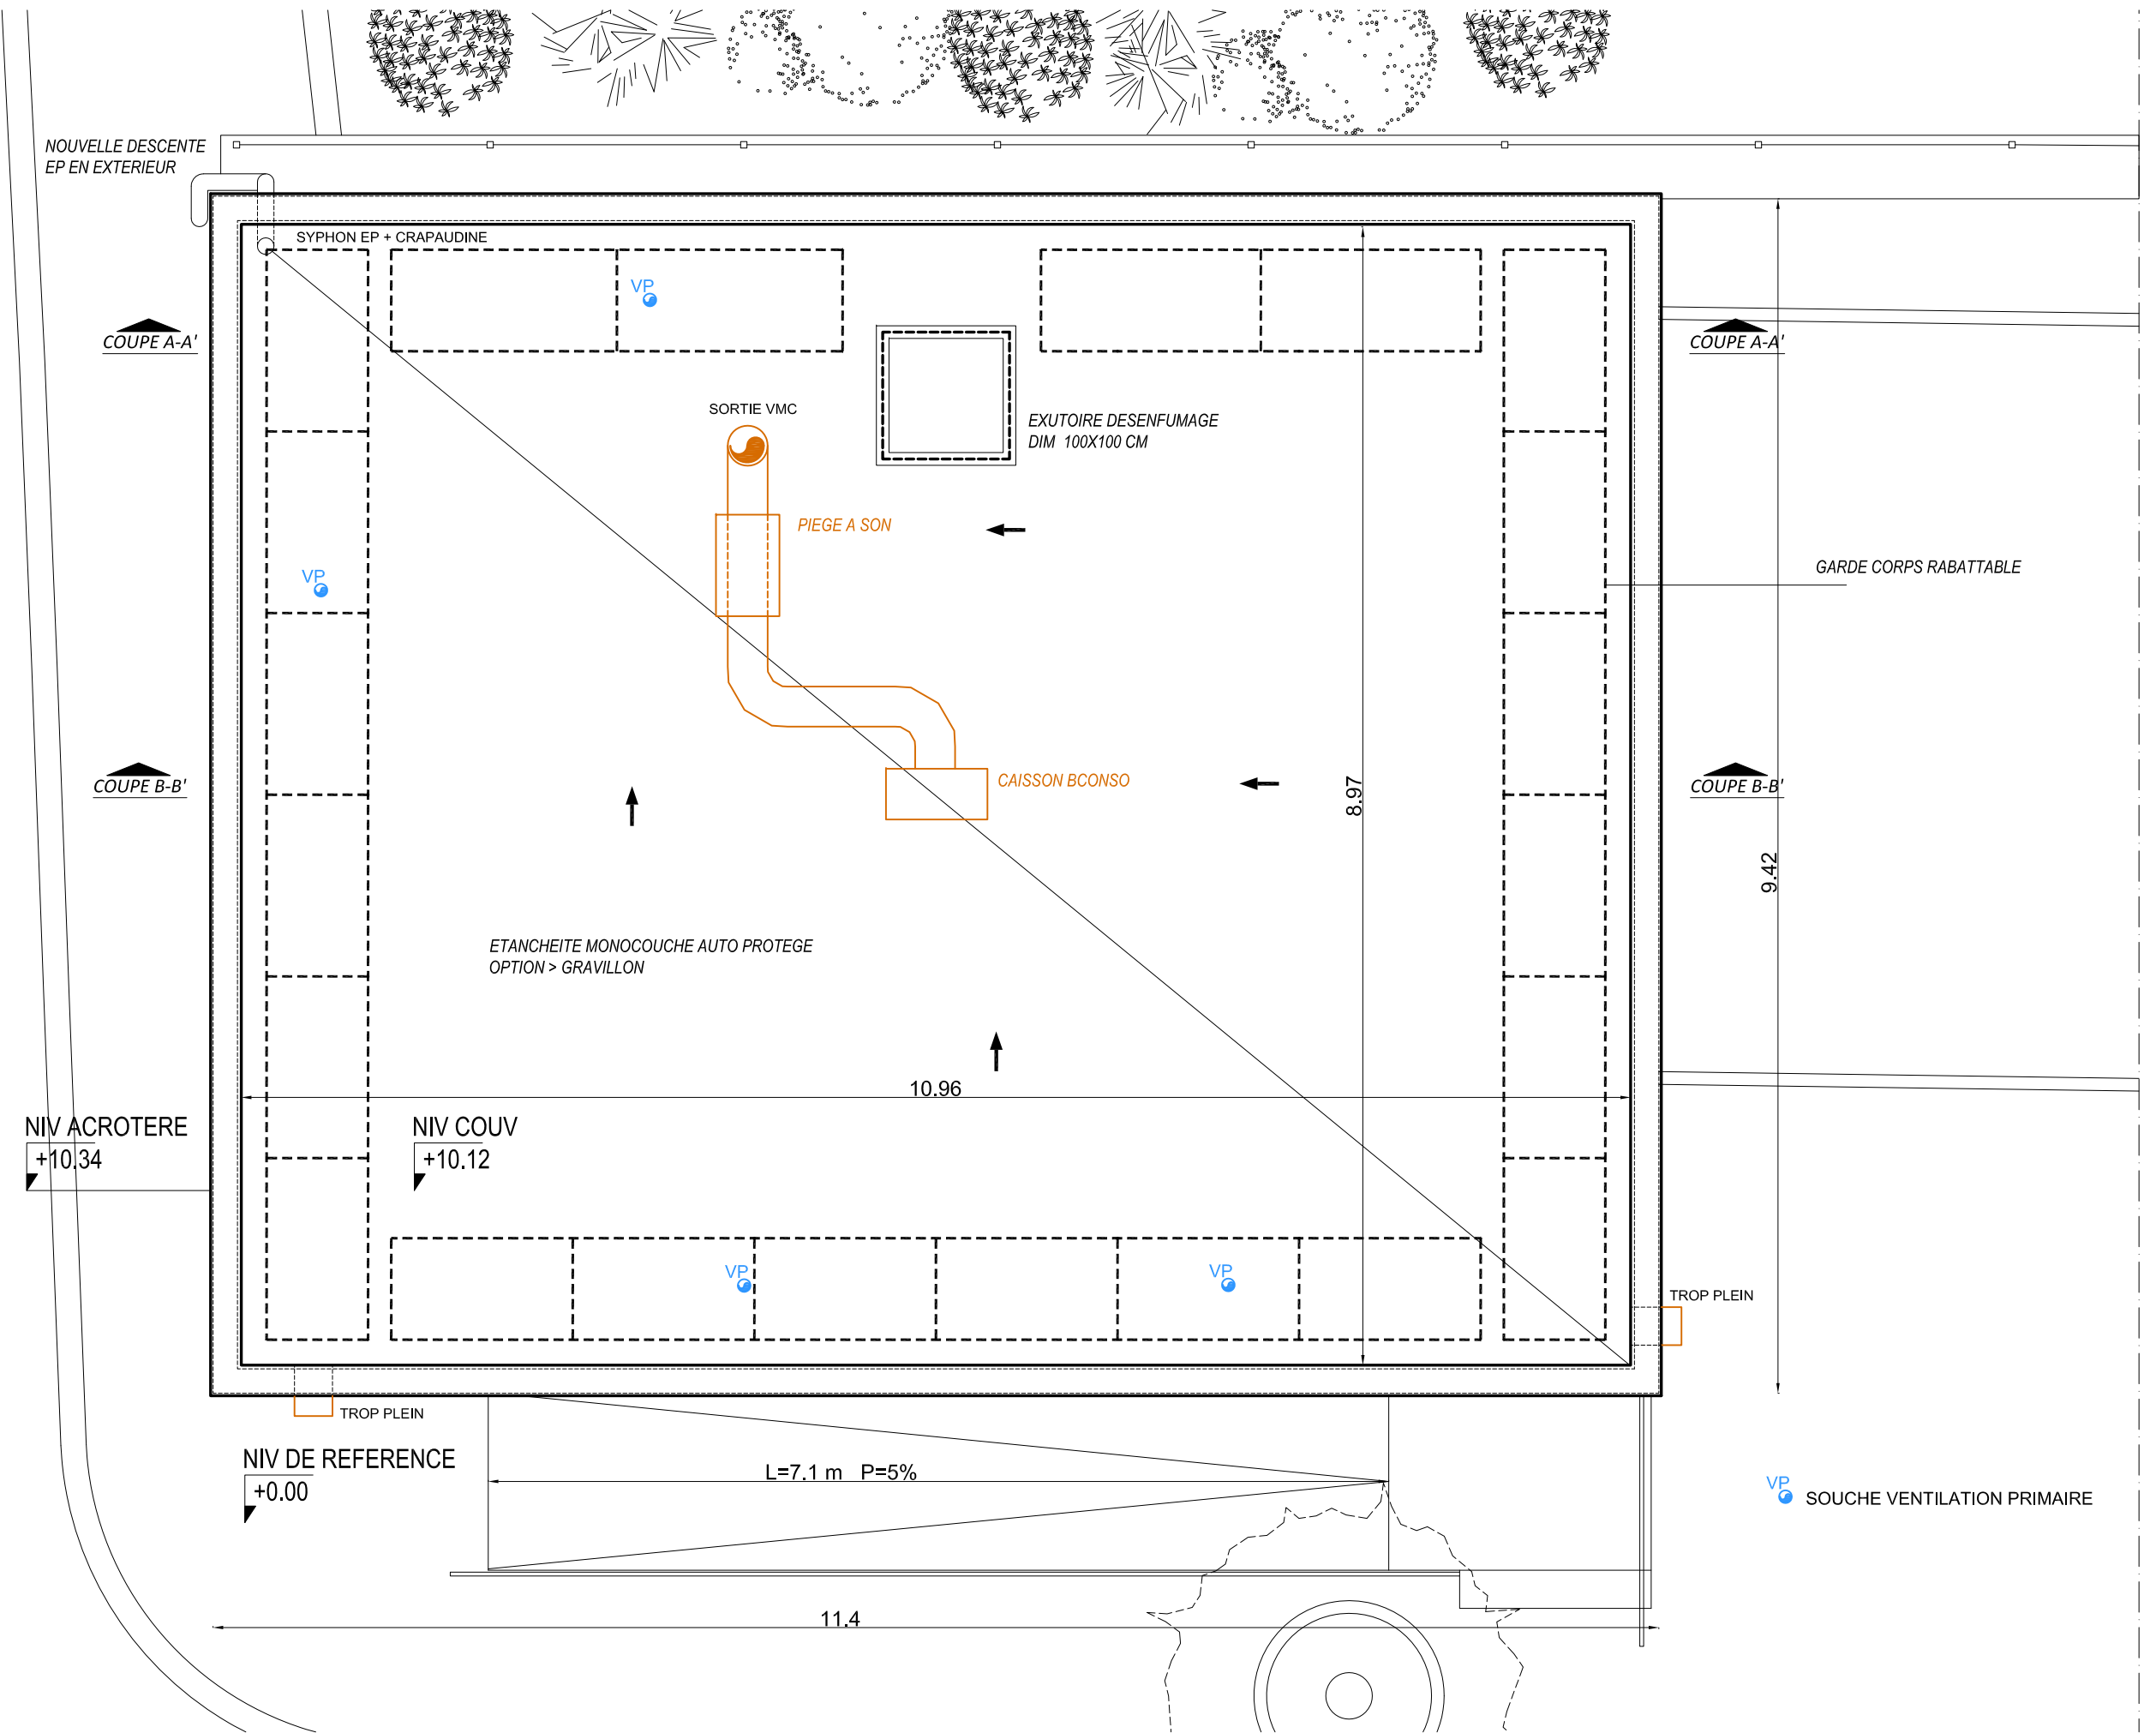 NOUVELLE DESCENTE
EP EN EXTERIEUR
SYPHON EP + CRAPAUDINE
VP
COUPE A-A'
COUPE A-A'
SORTIE VMC
EXUTOIRE DESENFUMAGE
DIM 100X100 CM
PIEGE A SON
GARDE CORPS RABATTABLE
VP
COUPE B-B'
CAISSON BCONSO
8.97
COUPE B-B'
9.42
ETANCHEITE MONOCOUCHE AUTO PROTEGE
OPTION > GRAVILLON
10.96
NIV ACROTERE
+10.34
NIV COUV
+10.12
VP
VP
TROP PLEIN
TROP PLEIN
NIV DE REFERENCE
+0.00
L=7.1 m P=5%
VP
SOUCHE VENTILATION PRIMAIRE
11.4